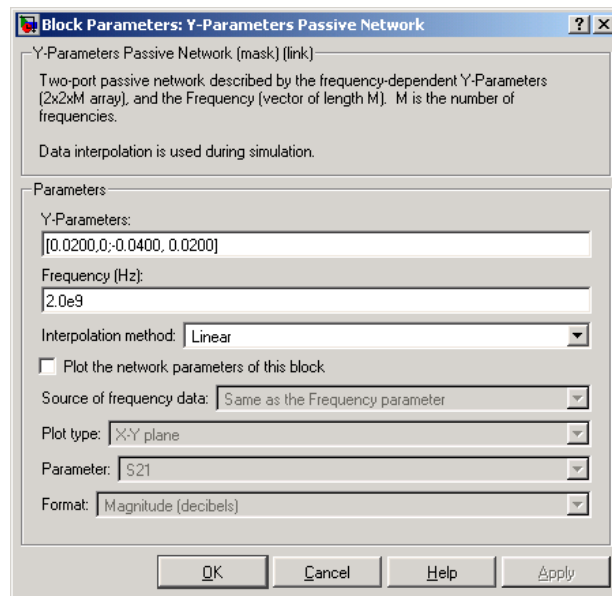 Block Parameters: Y-Parameters Passive Network
Y-Parameters Passive Network (mask) (link)
Two-port passive network described by the frequency-dependent Y-Parameters
(2x2xM array), and the Frequency (vector of length M).  M is the number of
frequencies.
Data interpolation is used during simulation.
Parameters
Y-Parameters:
[0.0200,0;-0.0400, 0.0200]
Frequency (Hz):
2.0e9
Interpolation method: Linear
Plot the network parameters of this block
Source of frequency data: Same as the Frequency parameter
Plot type: X-Y plane
Parameter: S21
Format: Magnitude (decibels)
OK Cancel Help Apply